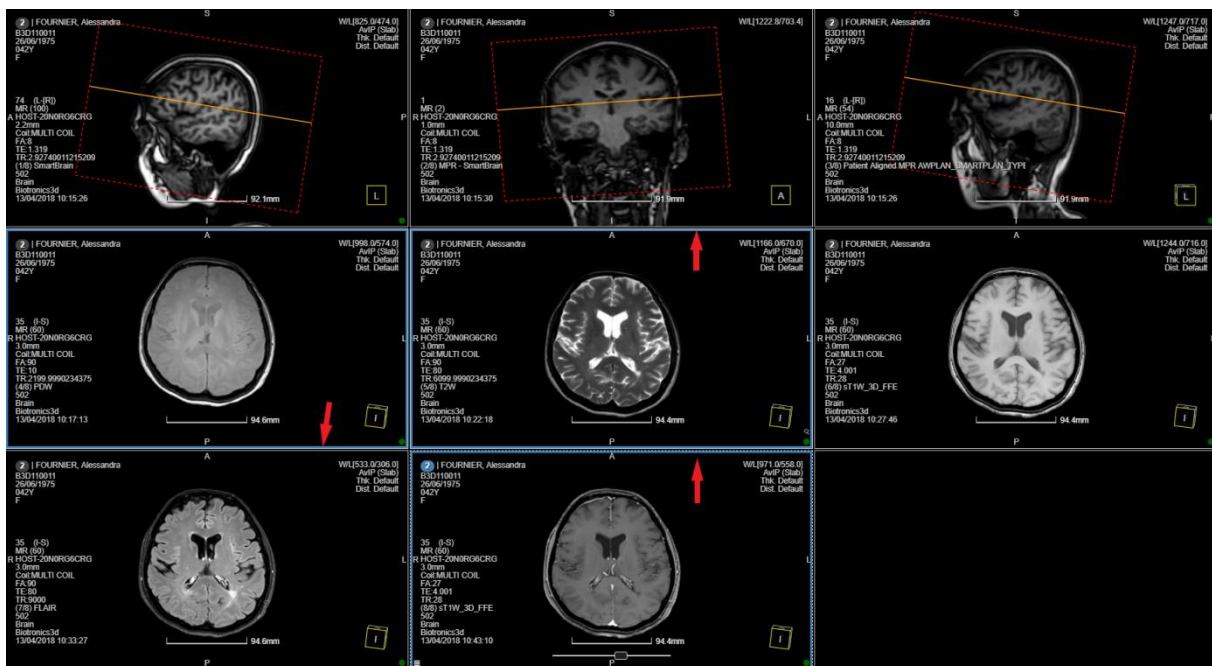 S
2 | FOURNIER, Alessandra
B3D110011
26/06/1975
042Y
F
W/L[825.0/474.0]
AvIP (Slab)
Thk. Default
Dist. Default
74 (L-[R])
MR (100)
A HOST-20N0RG6CRG P
2.2mm
Coil:MULTI COIL
FA:8
TE:1.319
TR:2.92740011215209
(1/8) SmartBrain
502
Brain
Biotronics3d
13/04/2018 10:15:26
92.1mm
L
I
S
2 | FOURNIER, Alessandra
B3D110011
26/06/1975
042Y
F
W/L[1222.8/703.4]
AvIP (Slab)
Thk. Default
Dist. Default
1
MR (2)
R HOST-20N0RG6CRG L
1.0mm
Coil:MULTI COIL
FA:8
TE:1.319
TR:2.92740011215209
(2/8) MPR - SmartBrain
502
Brain
Biotronics3d
13/04/2018 10:15:30
91.9mm
A
I
S
2 | FOURNIER, Alessandra
B3D110011
26/06/1975
042Y
F
W/L[1247.0/717.0]
AvIP (Slab)
Thk. Default
Dist. Default
16 (L-[R])
MR (54)
A HOST-20N0RG6CRG P
10.0mm
Coil:MULTI COIL
FA:8
TE:1.319
TR:2.92740011215209
(3/8) Patient Aligned MPR AWPLAN_SMARTPLAN_TYPE
502
Brain
Biotronics3d
13/04/2018 10:15:26
91.9mm
L
I
A
2 | FOURNIER, Alessandra
B3D110011
26/06/1975
042Y
F
W/L[998.0/574.0]
AvIP (Slab)
Thk. Default
Dist. Default
35 (I-S)
MR (60)
R HOST-20N0RG6CRG L
3.0mm
Coil:MULTI COIL
FA:90
TE:10
TR:2199.9990234375
(4/8) PDW
502
Brain
Biotronics3d
13/04/2018 10:17:13
94.6mm
I
P
A
2 | FOURNIER, Alessandra
B3D110011
26/06/1975
042Y
F
W/L[1166.0/670.0]
AvIP (Slab)
Thk. Default
Dist. Default
35 (I-S)
MR (60)
R HOST-20N0RG6CRG L
3.0mm
Coil:MULTI COIL
FA:90
TE:80
TR:6099.9990234375
(5/8) T2W
502
Brain
Biotronics3d
13/04/2018 10:22:18
94.4mm
I
P
A
2 | FOURNIER, Alessandra
B3D110011
26/06/1975
042Y
F
W/L[1244.0/716.0]
AvIP (Slab)
Thk. Default
Dist. Default
35 (I-S)
MR (60)
R HOST-20N0RG6CRG L
3.0mm
Coil:MULTI COIL
FA:27
TE:4.001
TR:28
(6/8) sT1W_3D_FFE
502
Brain
Biotronics3d
13/04/2018 10:27:46
94.4mm
I
P
A
2 | FOURNIER, Alessandra
B3D110011
26/06/1975
042Y
F
W/L[533.0/306.0]
AvIP (Slab)
Thk. Default
Dist. Default
35 (I-S)
MR (60)
R HOST-20N0RG6CRG L
3.0mm
Coil:MULTI COIL
FA:90
TE:80
TR:9000
(7/8) FLAIR
502
Brain
Biotronics3d
13/04/2018 10:33:27
94.6mm
I
P
A
2 | FOURNIER, Alessandra
B3D110011
26/06/1975
042Y
F
W/L[971.0/558.0]
AvIP (Slab)
Thk. Default
Dist. Default
35 (I-S)
MR (60)
R HOST-20N0RG6CRG L
3.0mm
Coil:MULTI COIL
FA:27
TE:4.001
TR:28
(8/8) sT1W_3D_FFE
502
Brain
Biotronics3d
13/04/2018 10:43:10
94.4mm
I
P